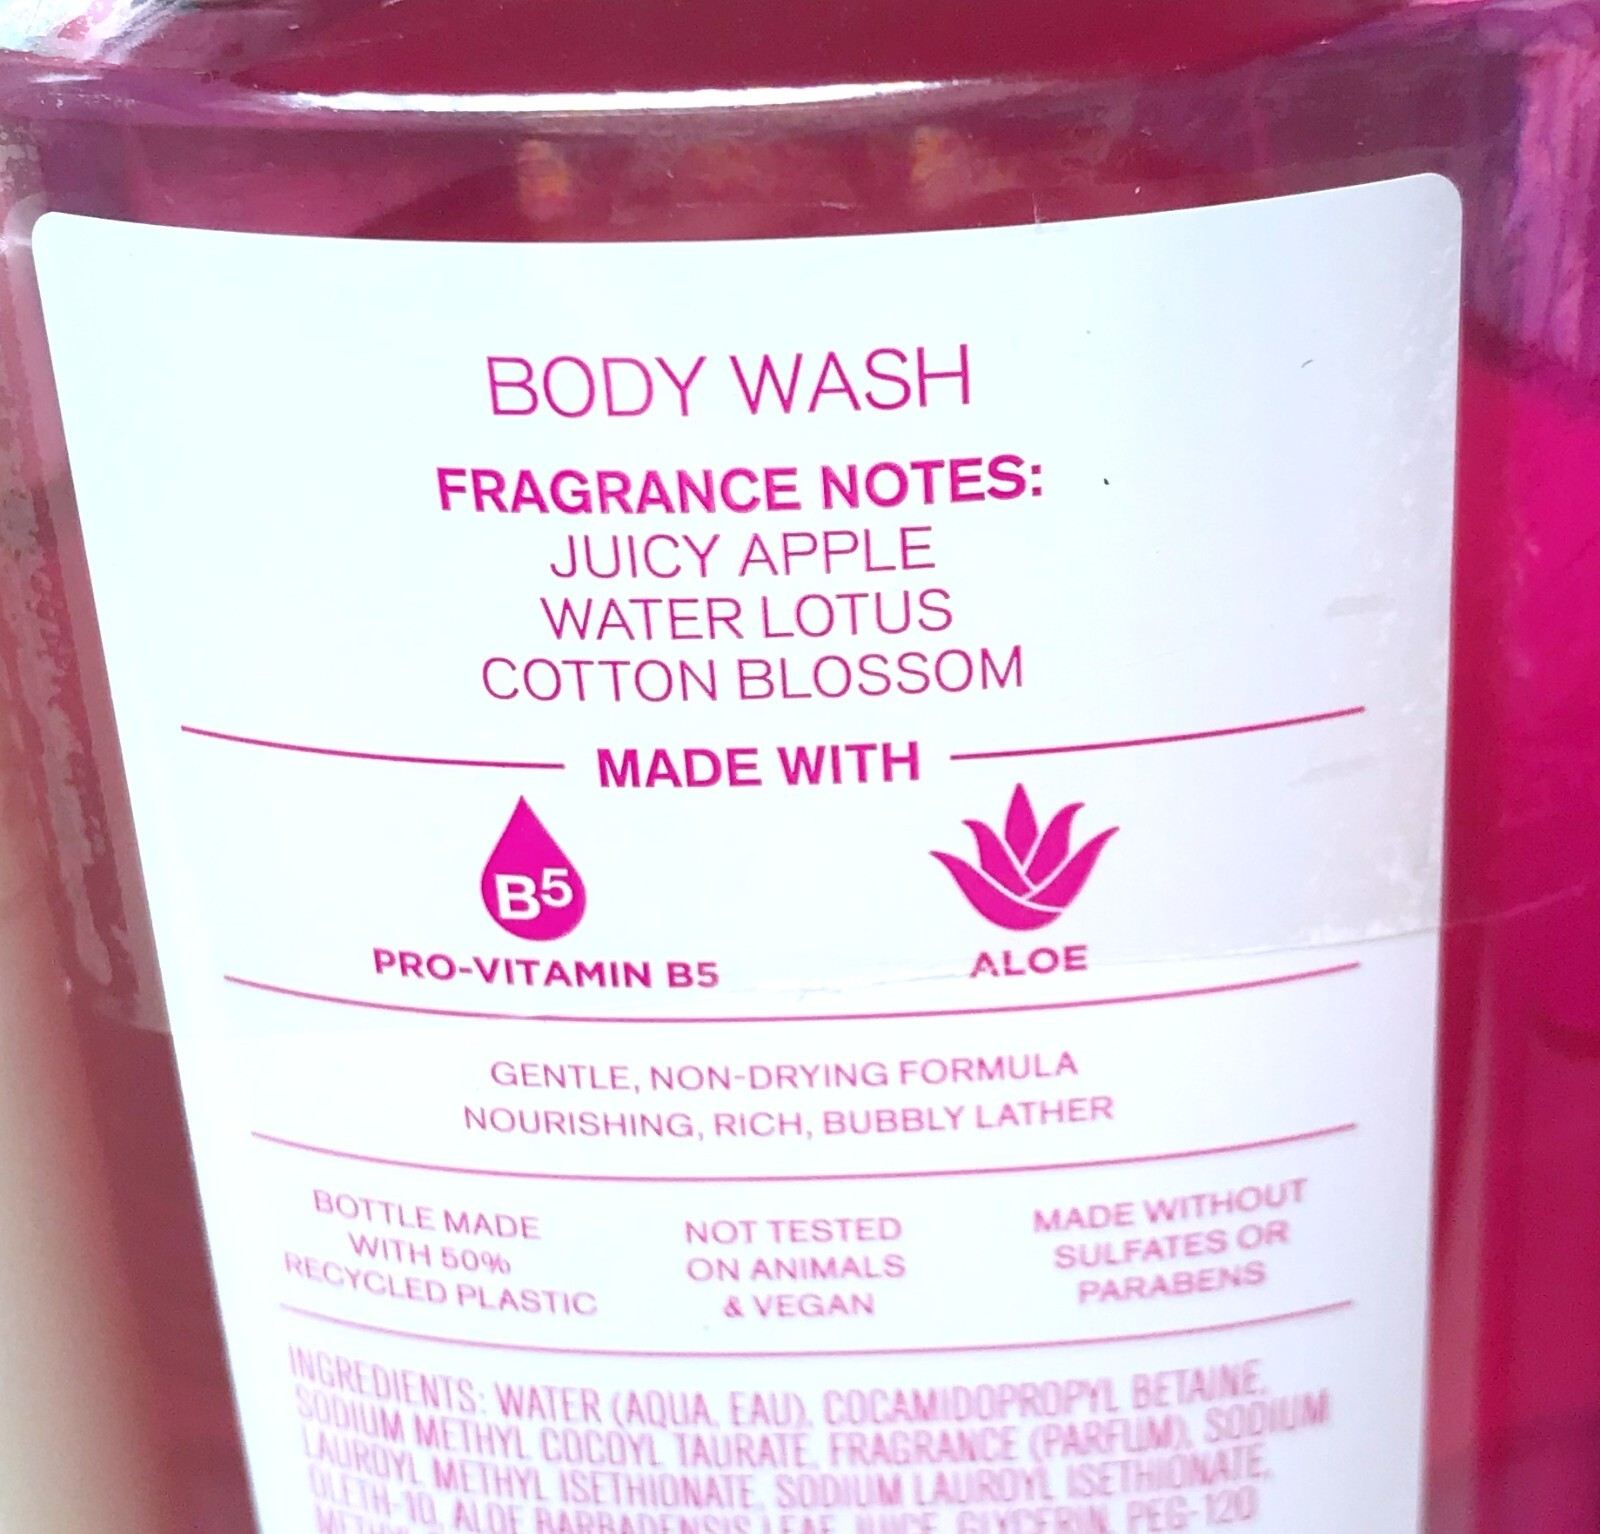 BODY WASH
FRAGRANCE NOTES:
JUICY APPLE
WATER LOTUS
COTTON BLOSSOM
MADE WITH
B5
PRO-VITAMIN B5
ALOE
GENTLE, NON-DRYING FORMULA
NOURISHING, RICH, BUBBLY LATHER
BOTTLE MADE
WITH 50%
RECYCLED PLASTIC
NOT TESTED
ON ANIMALS
& VEGAN
MADE WITHOUT
SULFATES OR
PARABENS
INGREDIENTS: WATER (AQUA, EAU), COCAMIDOPROPYL BETAINE,
SODIUM METHYL COCOYL TAURATE, FRAGRANCE (PARFUM), SODIUM
LAUROYL METHYL ISETHIONATE, SODIUM LAUROYL ISETHIONATE,
OLETH-10, ALOE BARBADENSIS LEAF JUICE, GLYCERIN, PEG-120